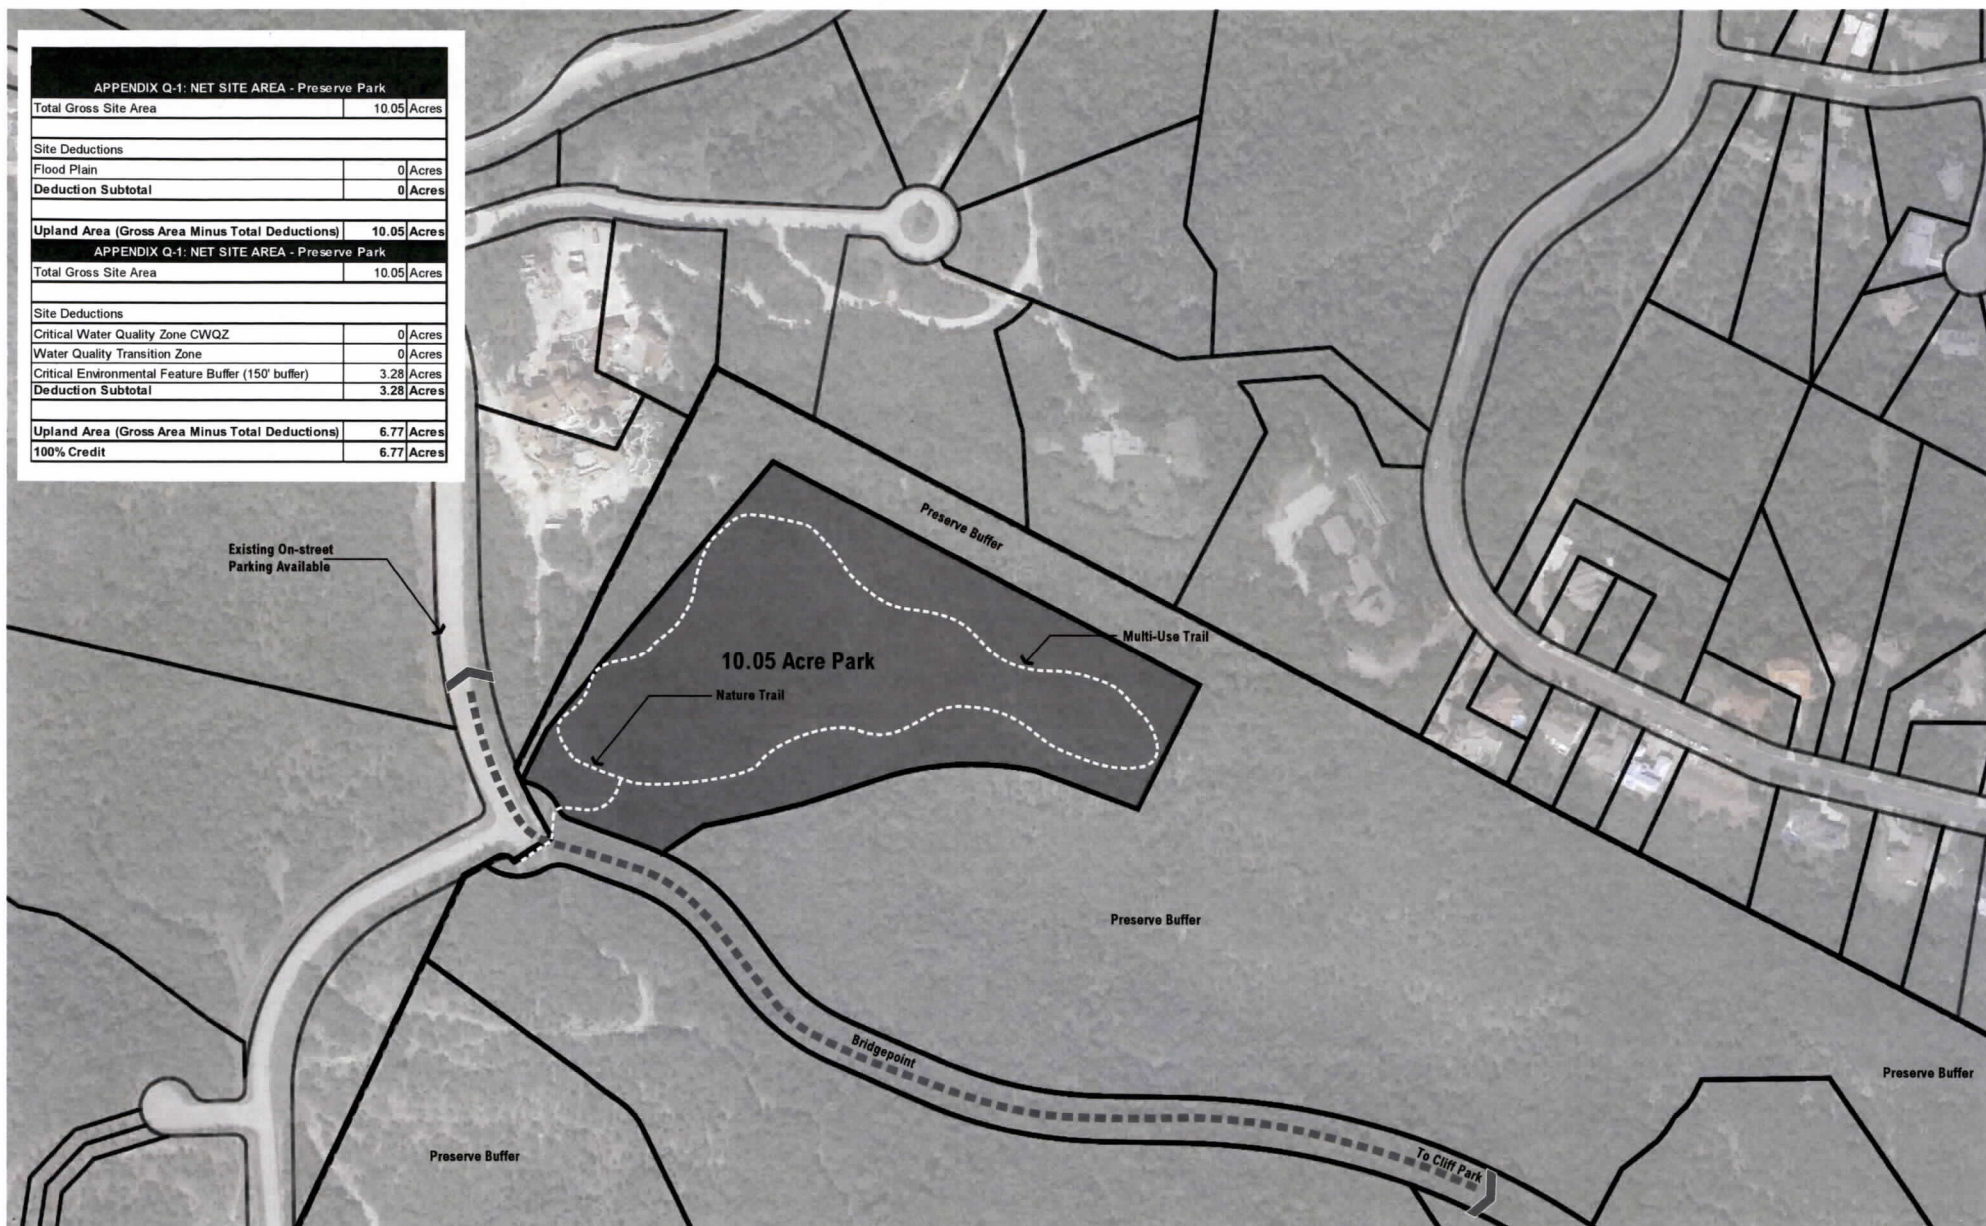 APPENDIX Q-1: NET SITE AREA - Preserve Park
Total Gross Site Area 10.05 Acres
Site Deductions
Flood Plain 0 Acres
Deduction Subtotal 0 Acres
Upland Area (Gross Area Minus Total Deductions) 10.05 Acres
APPENDIX Q-1: NET SITE AREA - Preserve Park
Total Gross Site Area 10.05 Acres
Site Deductions
Critical Water Quality Zone CWQZ 0 Acres
Water Quality Transition Zone 0 Acres
Critical Environmental Feature Buffer (150' buffer) 3.28 Acres
Deduction Subtotal 3.28 Acres
Upland Area (Gross Area Minus Total Deductions) 6.77 Acres
100% Credit 6.77 Acres
Preserve Buffer
Existing On-street
Parking Available
Multi-Use Trail
10.05 Acre Park
Nature Trail
Preserve Buffer
Bridgepoint
Preserve Buffer
Preserve Buffer
To Cliff Park